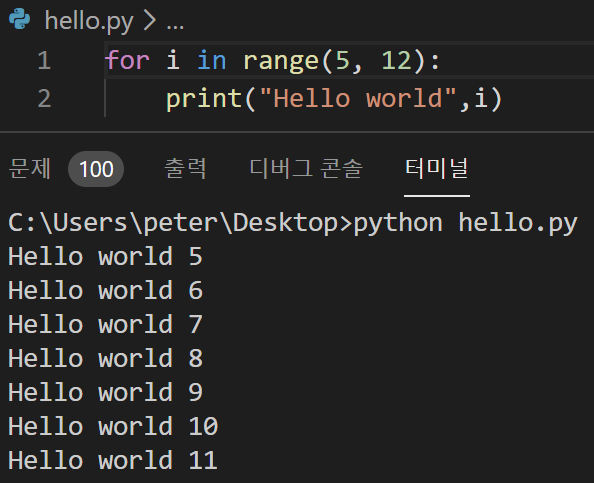 hello.py > ...
1 for i in range(5, 12):
2     print("Hello world",i)
문제 100 출력 디버그 콘솔 터미널
C:\Users\peter\Desktop>python hello.py
Hello world 5
Hello world 6
Hello world 7
Hello world 8
Hello world 9
Hello world 10
Hello world 11